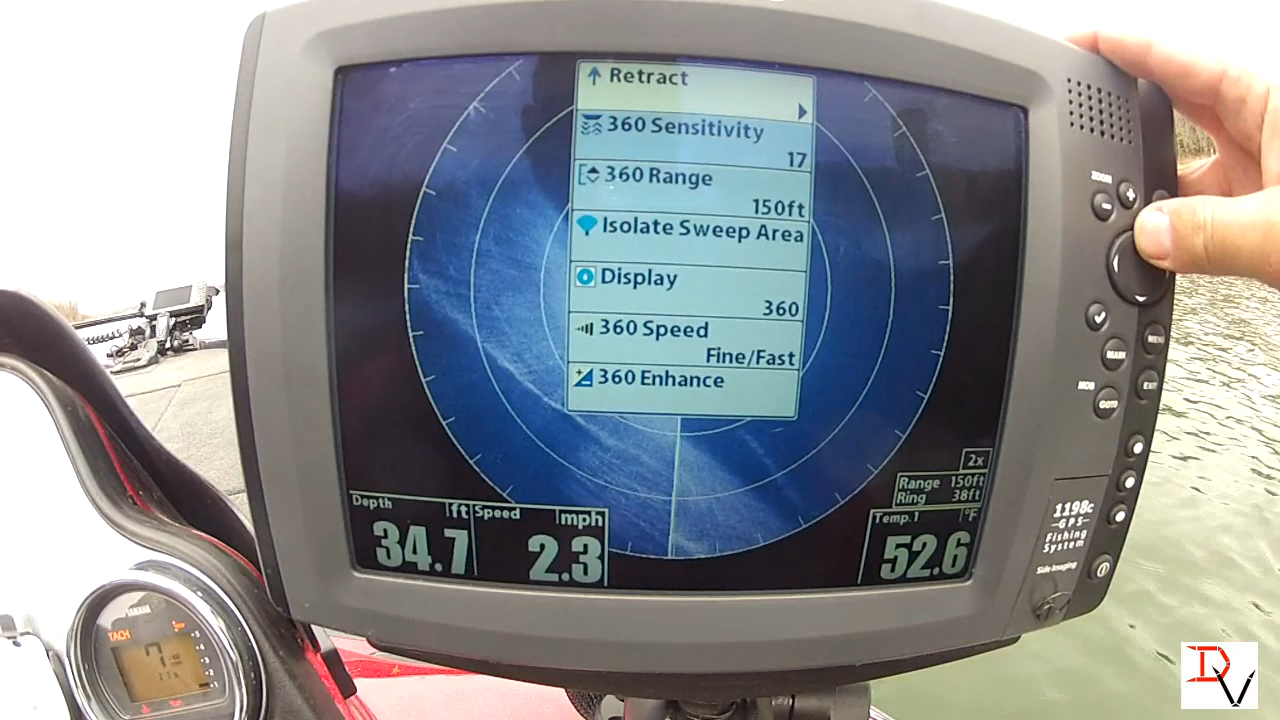 Retract
360 Sensitivity
17
360 Range
150ft
Isolate Sweep Area
Display
360
360 Speed
Fine/Fast
360 Enhance
2x
Range 150ft
Ring 38ft
Depth ft
34.7
Speed mph
2.3
Temp.1 °F
52.6
ZOOM
+
-
MARK
MENU
MOB
GOTO
EXIT
1198c
-GPS-
Fishing
System
Side Imaging
YAMAHA
TACH
DV